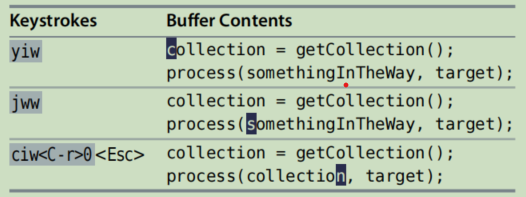 Keystrokes Buffer Contents
yiw collection = getCollection();
process(somethingInTheWay, target);
jww collection = getCollection();
process(somethingInTheWay, target);
ciw<C-r>0<Esc> collection = getCollection();
process(collection, target);